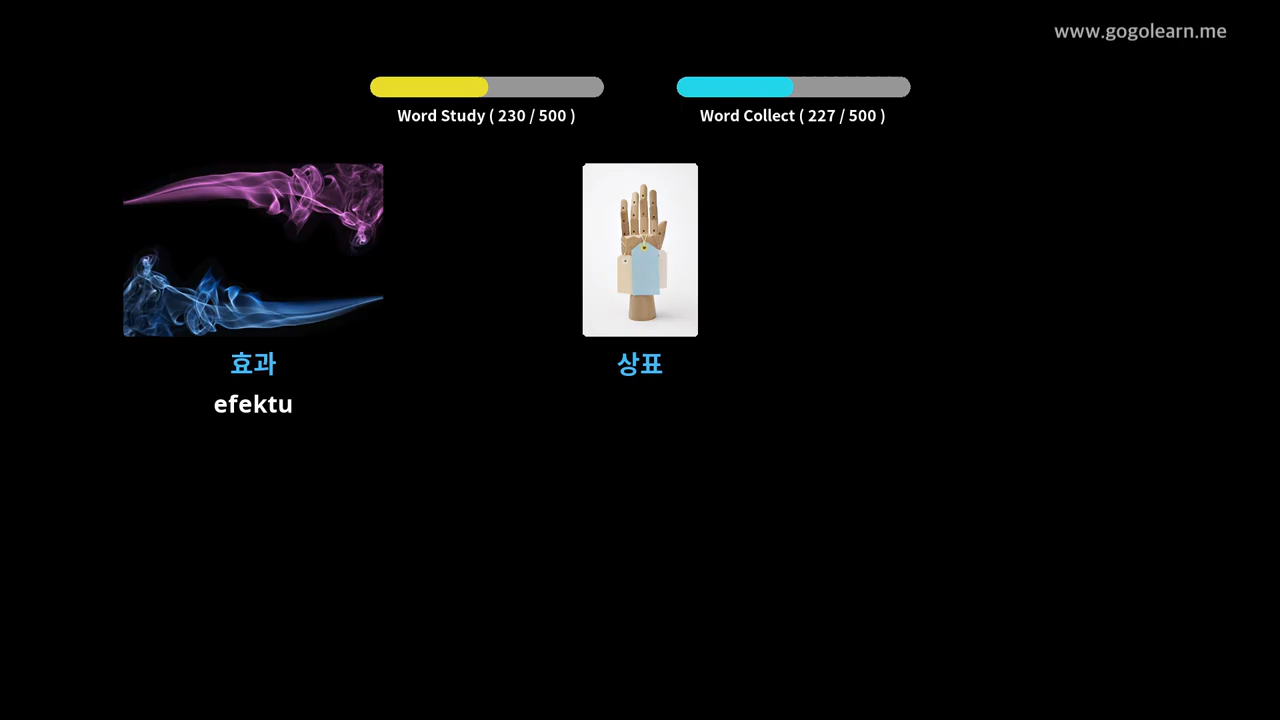 www.gogolearn.me
Word Study ( 230 / 500 )
Word Collect ( 227 / 500 )
효과
efektu
상표